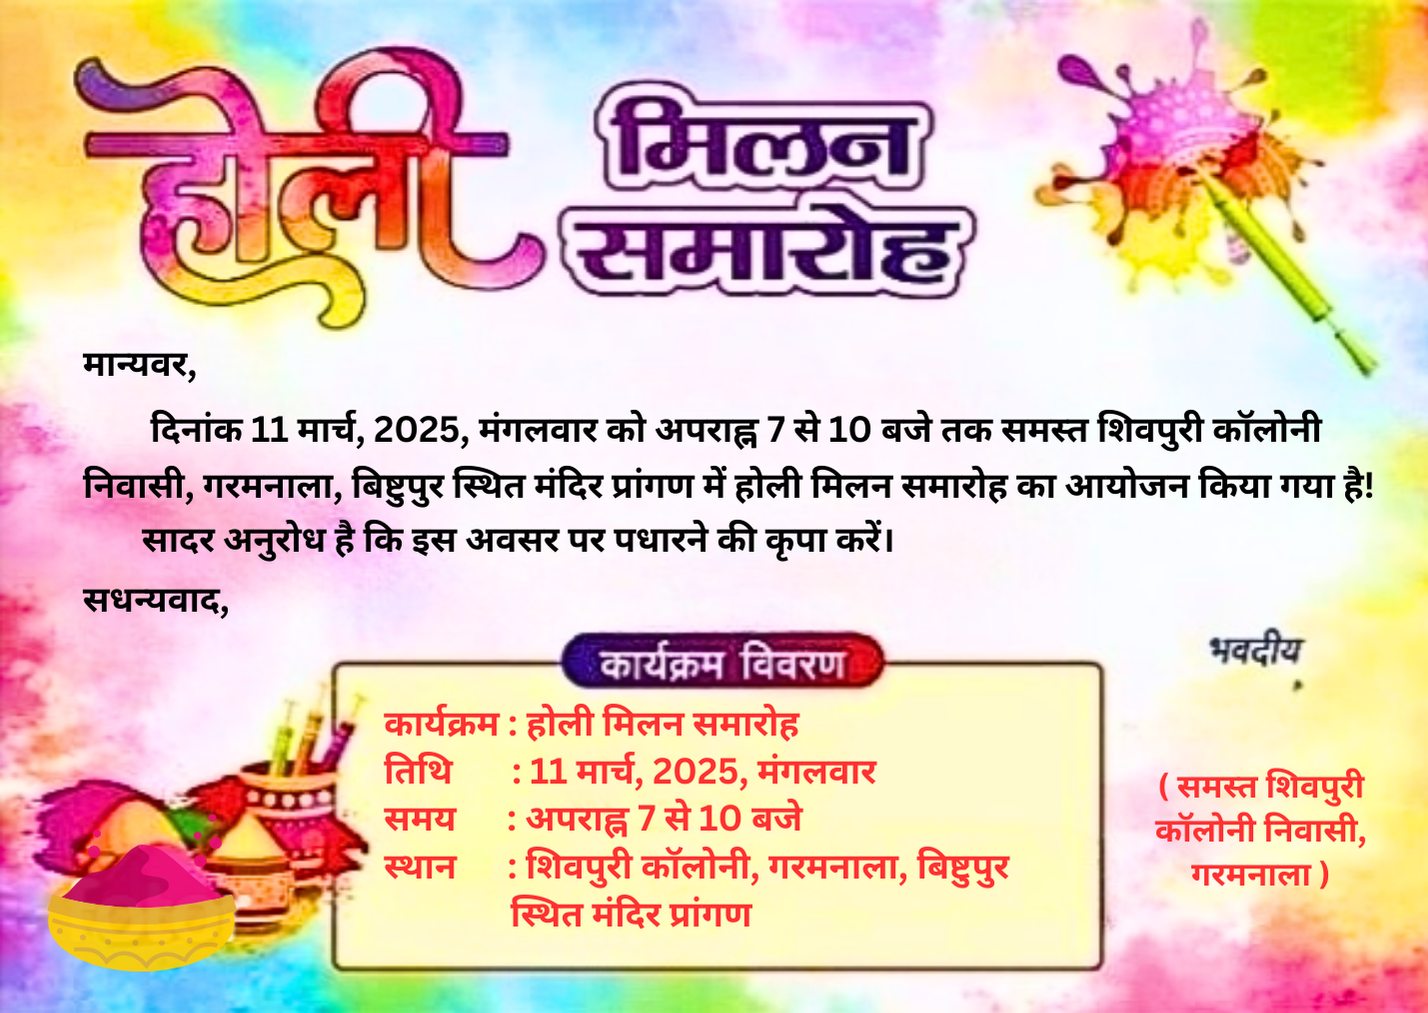 होली मिलन
समारोह
मान्यवर,
दिनांक 11 मार्च, 2025, मंगलवार को अपराह्न 7 से 10 बजे तक समस्त शिवपुरी कॉलोनी
निवासी, गरमनाला, बिष्टुपुर स्थित मंदिर प्रांगण में होली मिलन समारोह का आयोजन किया गया है!
सादर अनुरोध है कि इस अवसर पर पधारने की कृपा करें।
सधन्यवाद,
भवदीय
कार्यक्रम विवरण
कार्यक्रम : होली मिलन समारोह
तिथि : 11 मार्च, 2025, मंगलवार
समय : अपराह्न 7 से 10 बजे
स्थान : शिवपुरी कॉलोनी, गरमनाला, बिष्टुपुर
स्थित मंदिर प्रांगण
( समस्त शिवपुरी
कॉलोनी निवासी,
गरमनाला )